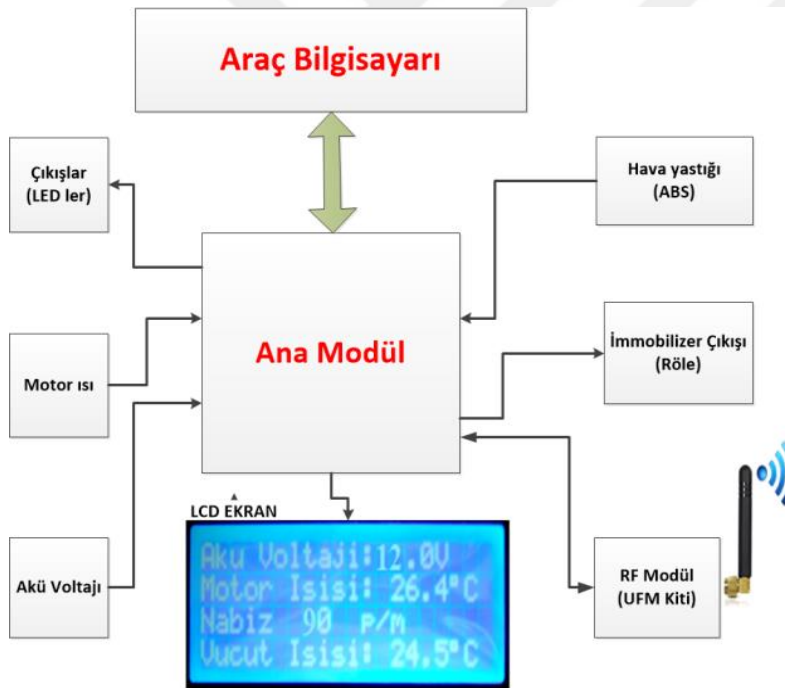 Araç Bilgisayarı
Çıkışlar
(LED ler)
Hava yastığı
(ABS)
Ana Modül
Motor ısı
İmmobilizer Çıkışı
(Röle)
LCD EKRAN
Aku Voltaji:12.0V
Motor Isisi: 26.4°C
Nabiz 90 P/M
Vucut Isisi: 24.5°C
Akü Voltajı
RF Modül
(UFM Kiti)